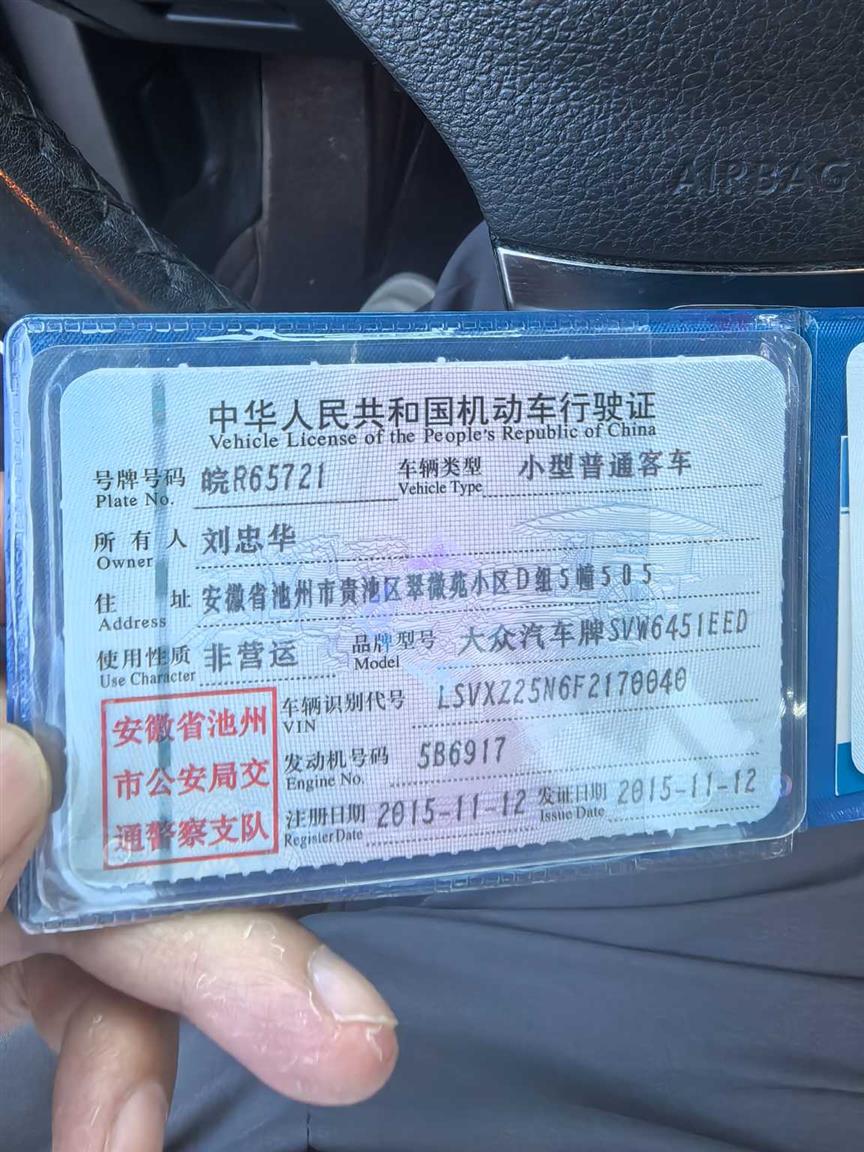 AIRBAG
中华人民共和国机动车行驶证
Vehicle License of the People's Republic of China
号牌号码 皖R65721 车辆类型 小型普通客车
Plate No. Vehicle Type
所有人 刘忠华
Owner
住址 安徽省池州市贵池区翠微苑小区D组5幢505
Address
使用性质 非营运 品牌型号 大众汽车牌SVW6451EED
Use Character Model
安徽省池州 车辆识别代号 LSVXZ25N6F2170040
VIN
市公安局交 发动机号码 5B6917
Engine No.
通警察支队 注册日期 2015-11-12 发证日期 2015-11-12
Register Date Issue Date